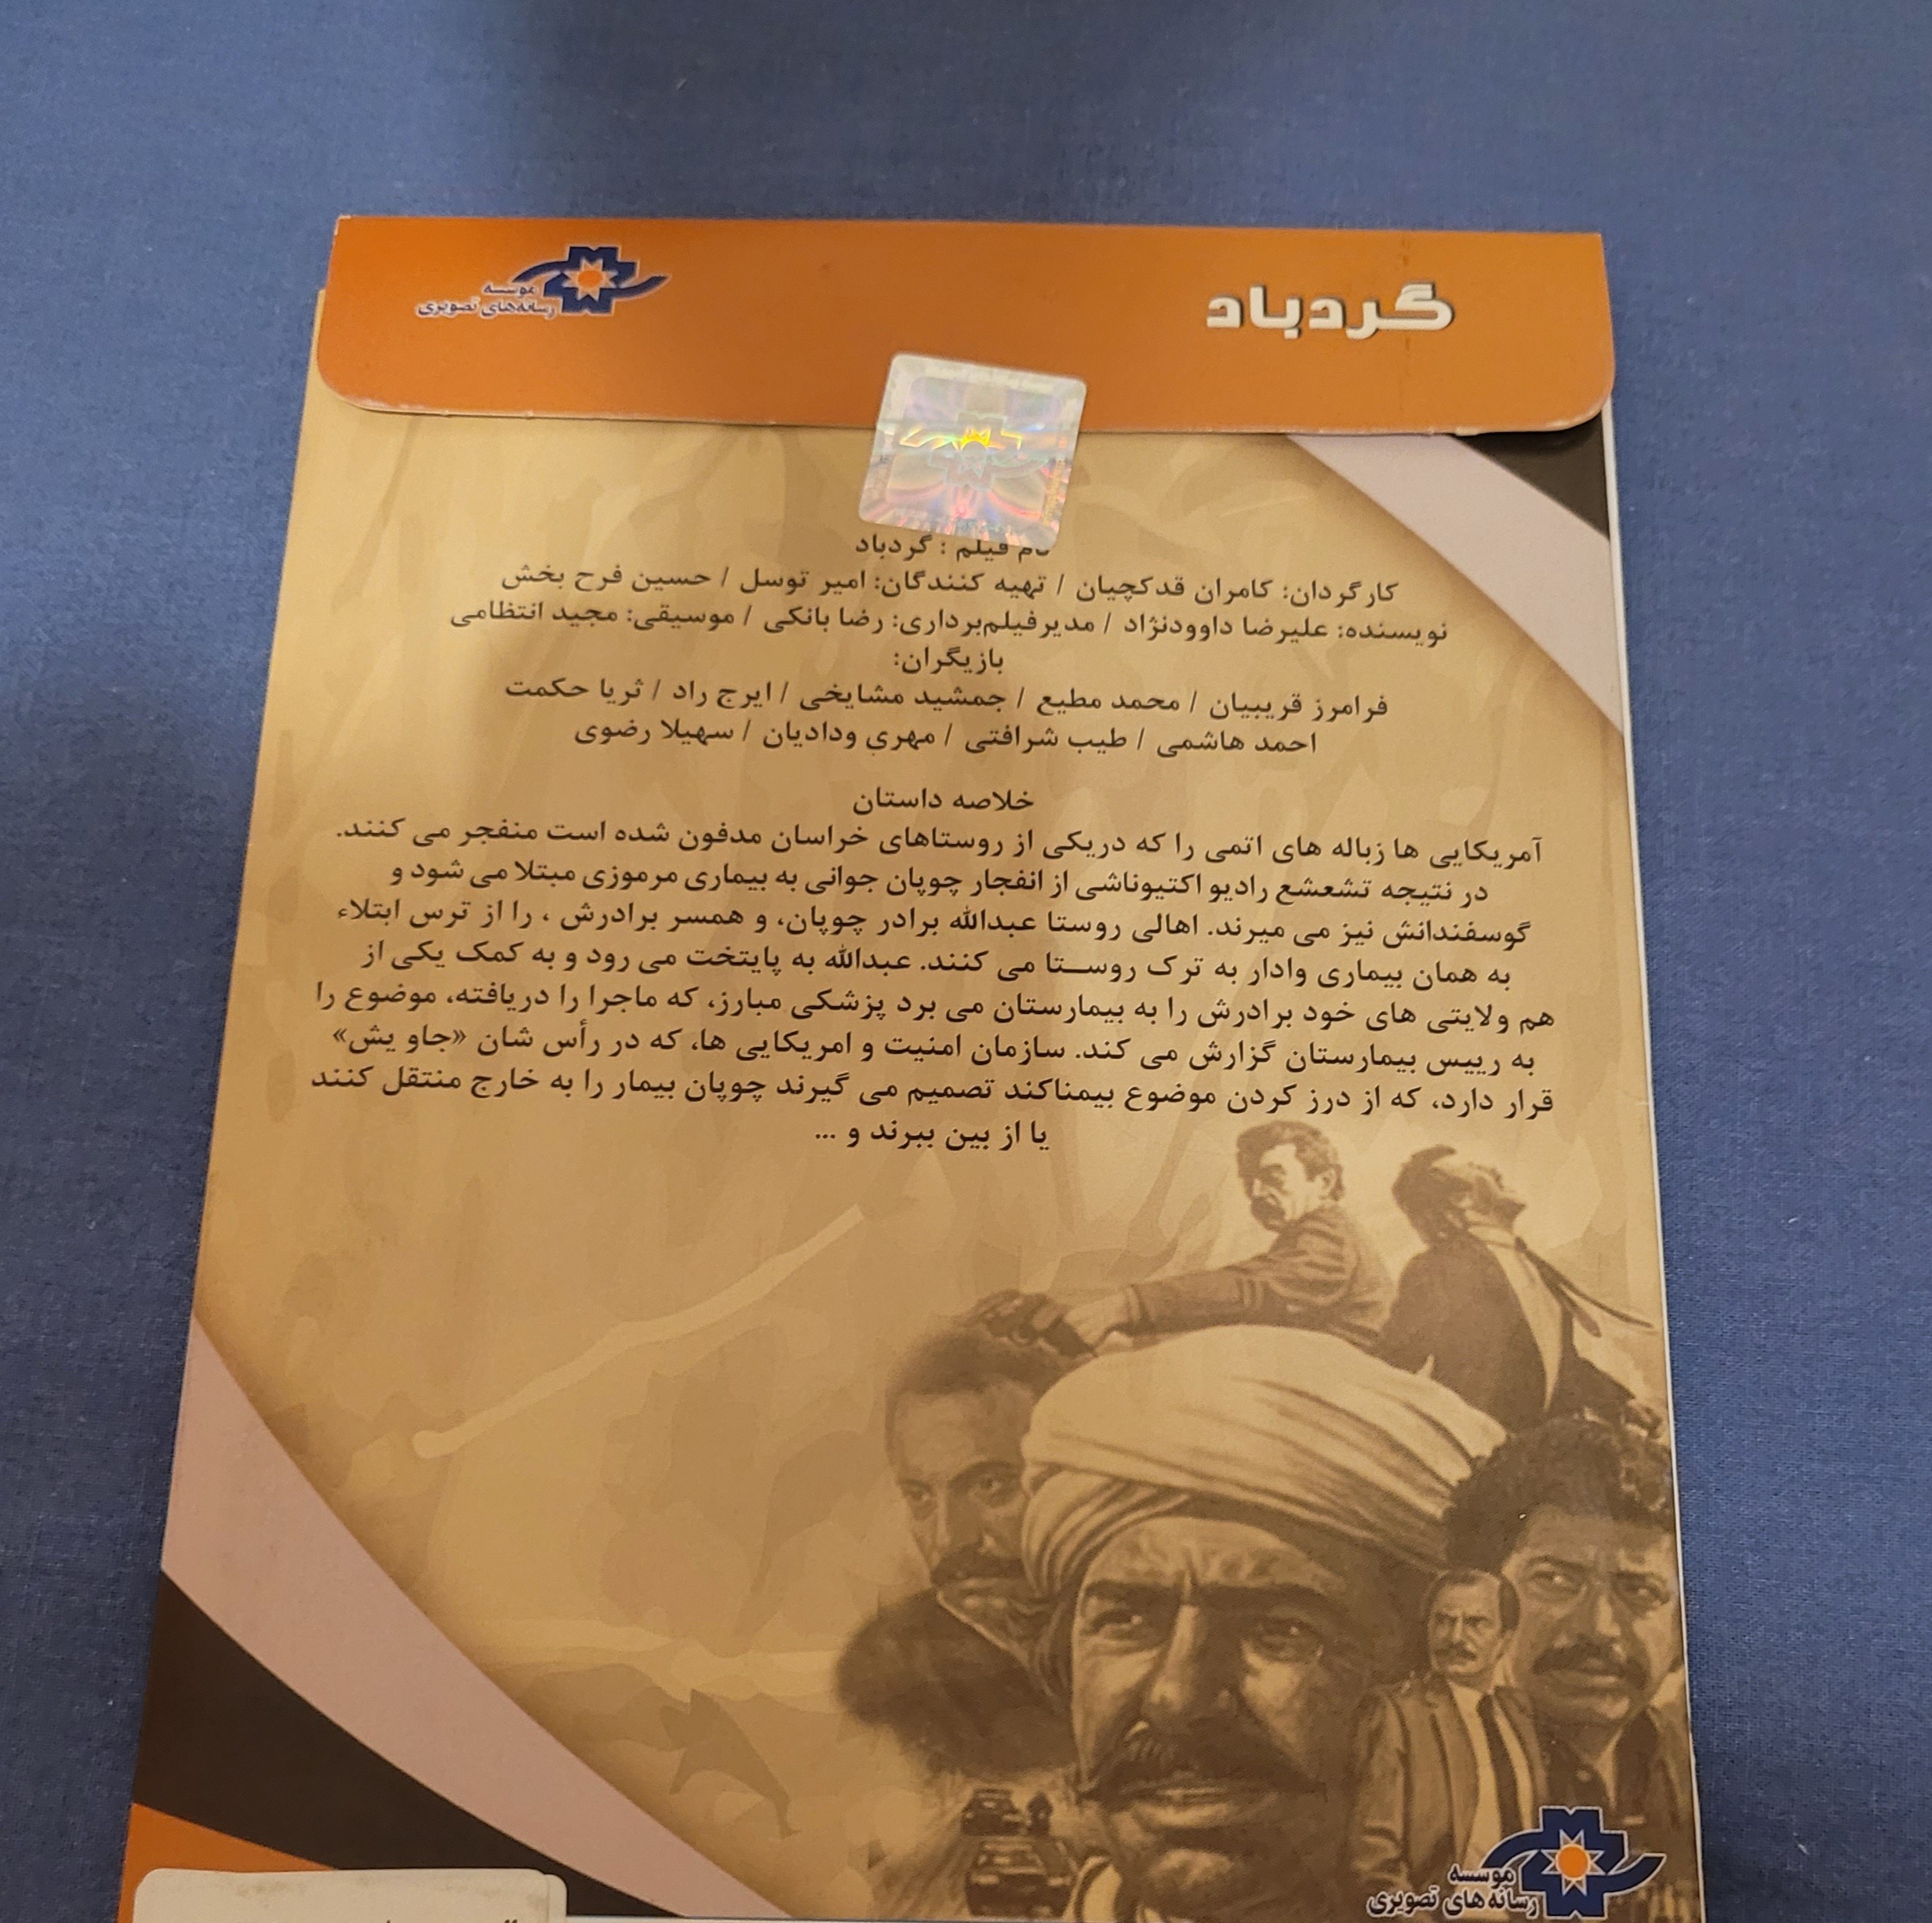 گردباد
موسسه
رسانه‌های تصویری
نام فیلم : گردباد
کارگردان: کامران قدکچیان / تهیه کنندگان: امیر توسل / حسین فرح بخش
نویسنده: علیرضا داوودنژاد / مدیرفیلم‌برداری: رضا بانکی / موسیقی: مجید انتظامی
بازیگران:
فرامرز قریبیان / محمد مطیع / جمشید مشایخی / ایرج راد / ثریا حکمت
احمد هاشمی / طیب شرافتی / مهری ودادیان / سهیلا رضوی
خلاصه داستان
آمریکایی ها زباله های اتمی را که دریکی از روستاهای خراسان مدفون شده است منفجر می کنند.
در نتیجه تشعشع رادیو اکتیوناشی از انفجار چوپان جوانی به بیماری مرموزی مبتلا می شود و
گوسفندانش نیز می میرند. اهالی روستا عبدالله برادر چوپان، و همسر برادرش ، را از ترس ابتلاء
به همان بیماری وادار به ترک روستا می کنند. عبدالله به پایتخت می رود و به کمک یکی از
هم ولایتی های خود برادرش را به بیمارستان می برد پزشکی مبارز، که ماجرا را دریافته، موضوع را
به رییس بیمارستان گزارش می کند. سازمان امنیت و امریکایی ها، که در رأس شان «جاو یش»
قرار دارد، که از درز کردن موضوع بیمناکند تصمیم می گیرند چوپان بیمار را به خارج منتقل کنند
یا از بین ببرند و ...
موسسه
رسانه های تصویری